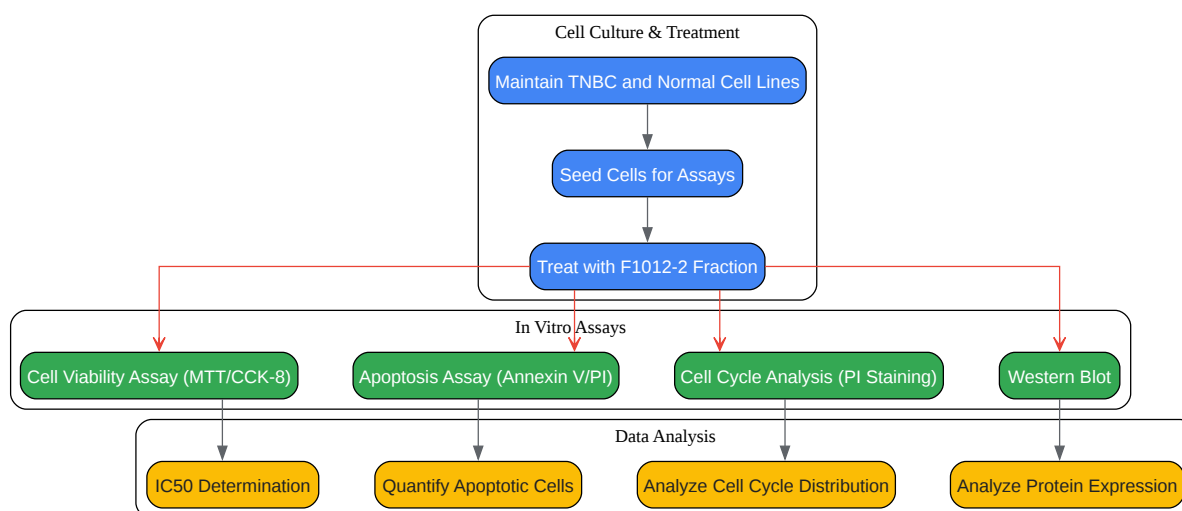 Cell Culture & Treatment
Maintain TNBC and Normal Cell Lines
Seed Cells for Assays
Treat with F1012-2 Fraction
In Vitro Assays
Cell Viability Assay (MTT/CCK-8)
Apoptosis Assay (Annexin V/PI)
Cell Cycle Analysis (PI Staining)
Western Blot
Data Analysis
IC50 Determination
Quantify Apoptotic Cells
Analyze Cell Cycle Distribution
Analyze Protein Expression